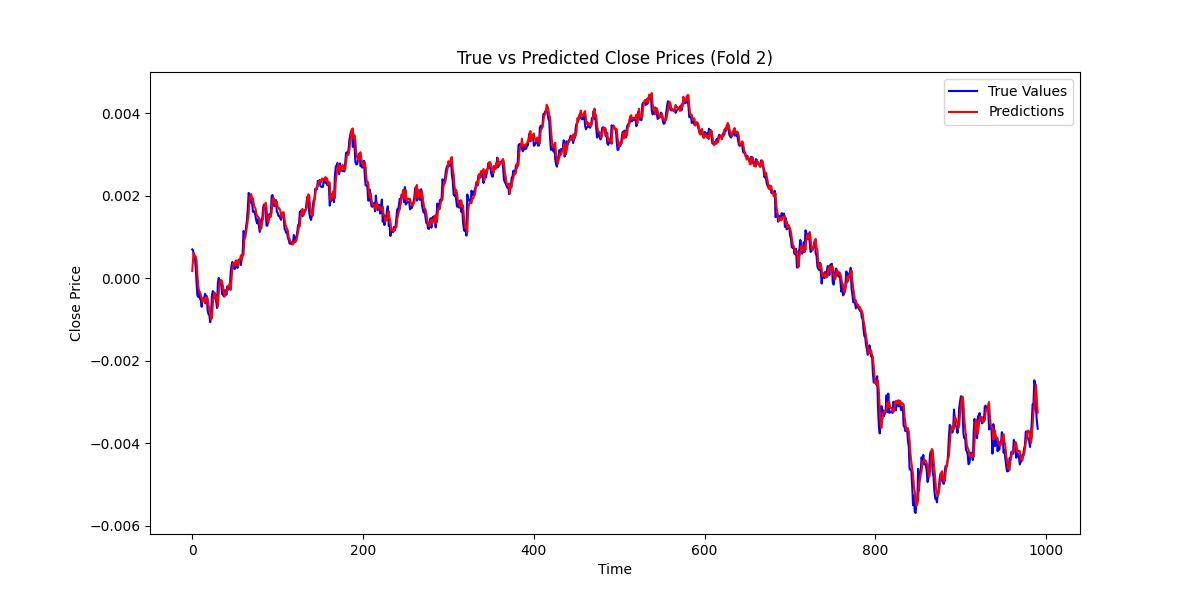 True vs Predicted Close Prices (Fold 2)
True Values
Predictions
Close Price
0.004
0.002
0.000
−0.002
−0.004
−0.006
0 200 400 600 800 1000
Time